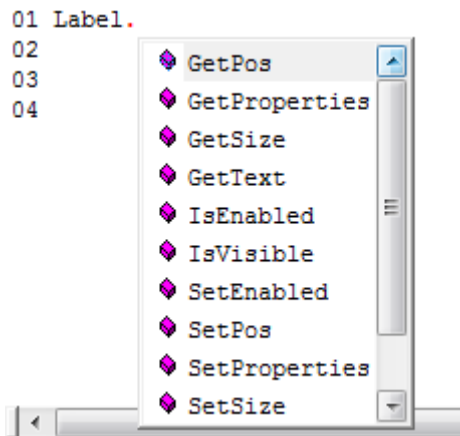 01 Label.
02
03
04
GetPos
GetProperties
GetSize
GetText
IsEnabled
IsVisible
SetEnabled
SetPos
SetProperties
SetSize